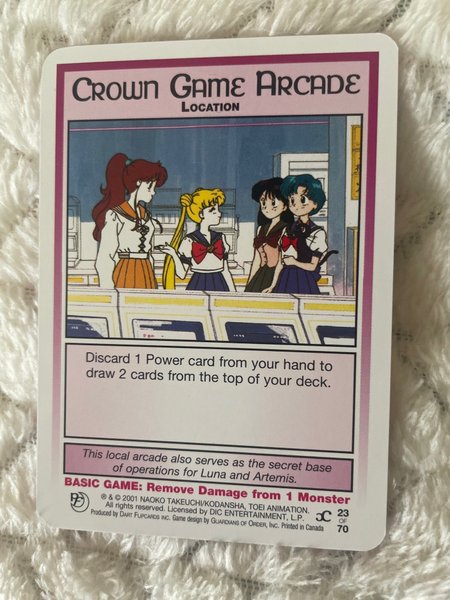 CROWN GAME ARCADE
LOCATION
Discard 1 Power card from your hand to
draw 2 cards from the top of your deck.
This local arcade also serves as the secret base
of operations for Luna and Artemis.
BASIC GAME: Remove Damage from 1 Monster
® & © 2001 NAOKO TAKEUCHI/KODANSHA, TOEI ANIMATION.
All rights reserved. Licensed by DIC ENTERTAINMENT, L.P.
Produced by DART FLIPCARDS INC. Game design by GUARDIANS OF ORDER, INC. Printed in Canada
C 23
OF
70